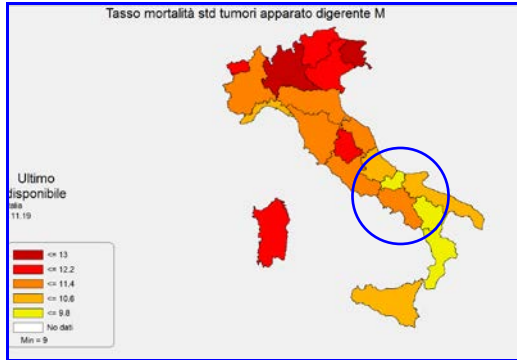 Tasso mortalità std tumori apparato digerente M
Ultimo
disponibile
alia
11.19
<= 13
<= 12.2
<= 11.4
<= 10.6
<= 9.8
No dati
Min = 9